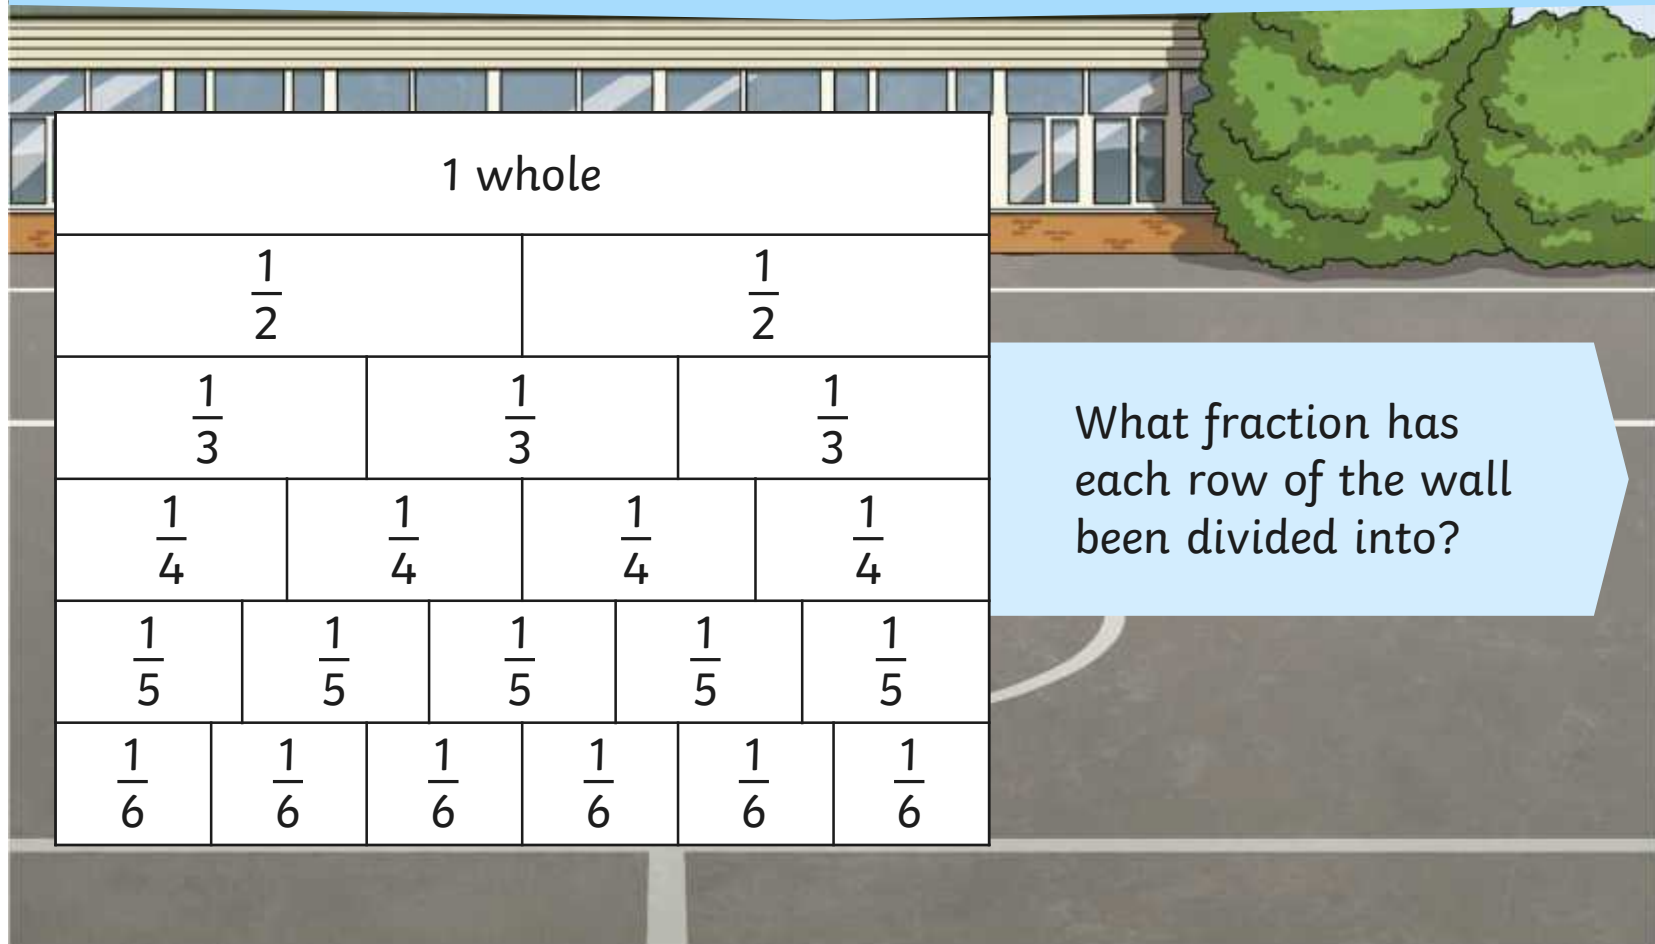 1 whole
1/2 1/2
1/3 1/3 1/3
1/4 1/4 1/4 1/4
1/5 1/5 1/5 1/5 1/5
1/6 1/6 1/6 1/6 1/6 1/6
What fraction has
each row of the wall
been divided into?